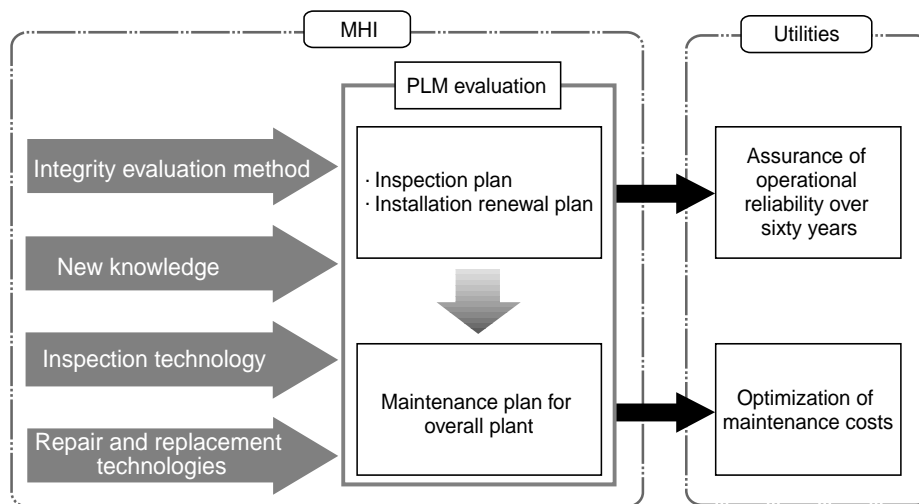 MHI
Utilities
PLM evaluation
Integrity evaluation method
New knowledge
Inspection technology
Repair and replacement
technologies
· Inspection plan
· Installation renewal plan
Maintenance plan for
overall plant
Assurance of
operational
reliability over
sixty years
Optimization of
maintenance costs